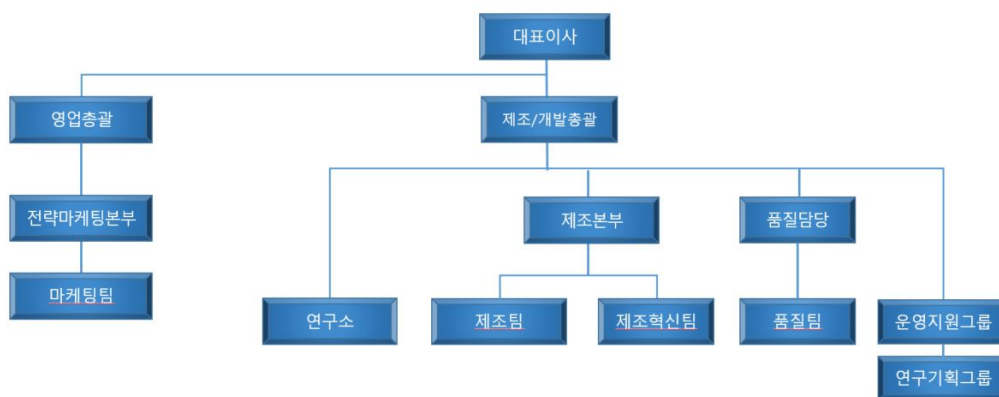 대표이사
영업총괄
제조/개발총괄
전략마케팅본부
제조본부
품질담당
마케팅팀
연구소
제조팀
제조혁신팀
품질팀
운영지원그룹
연구기획그룹